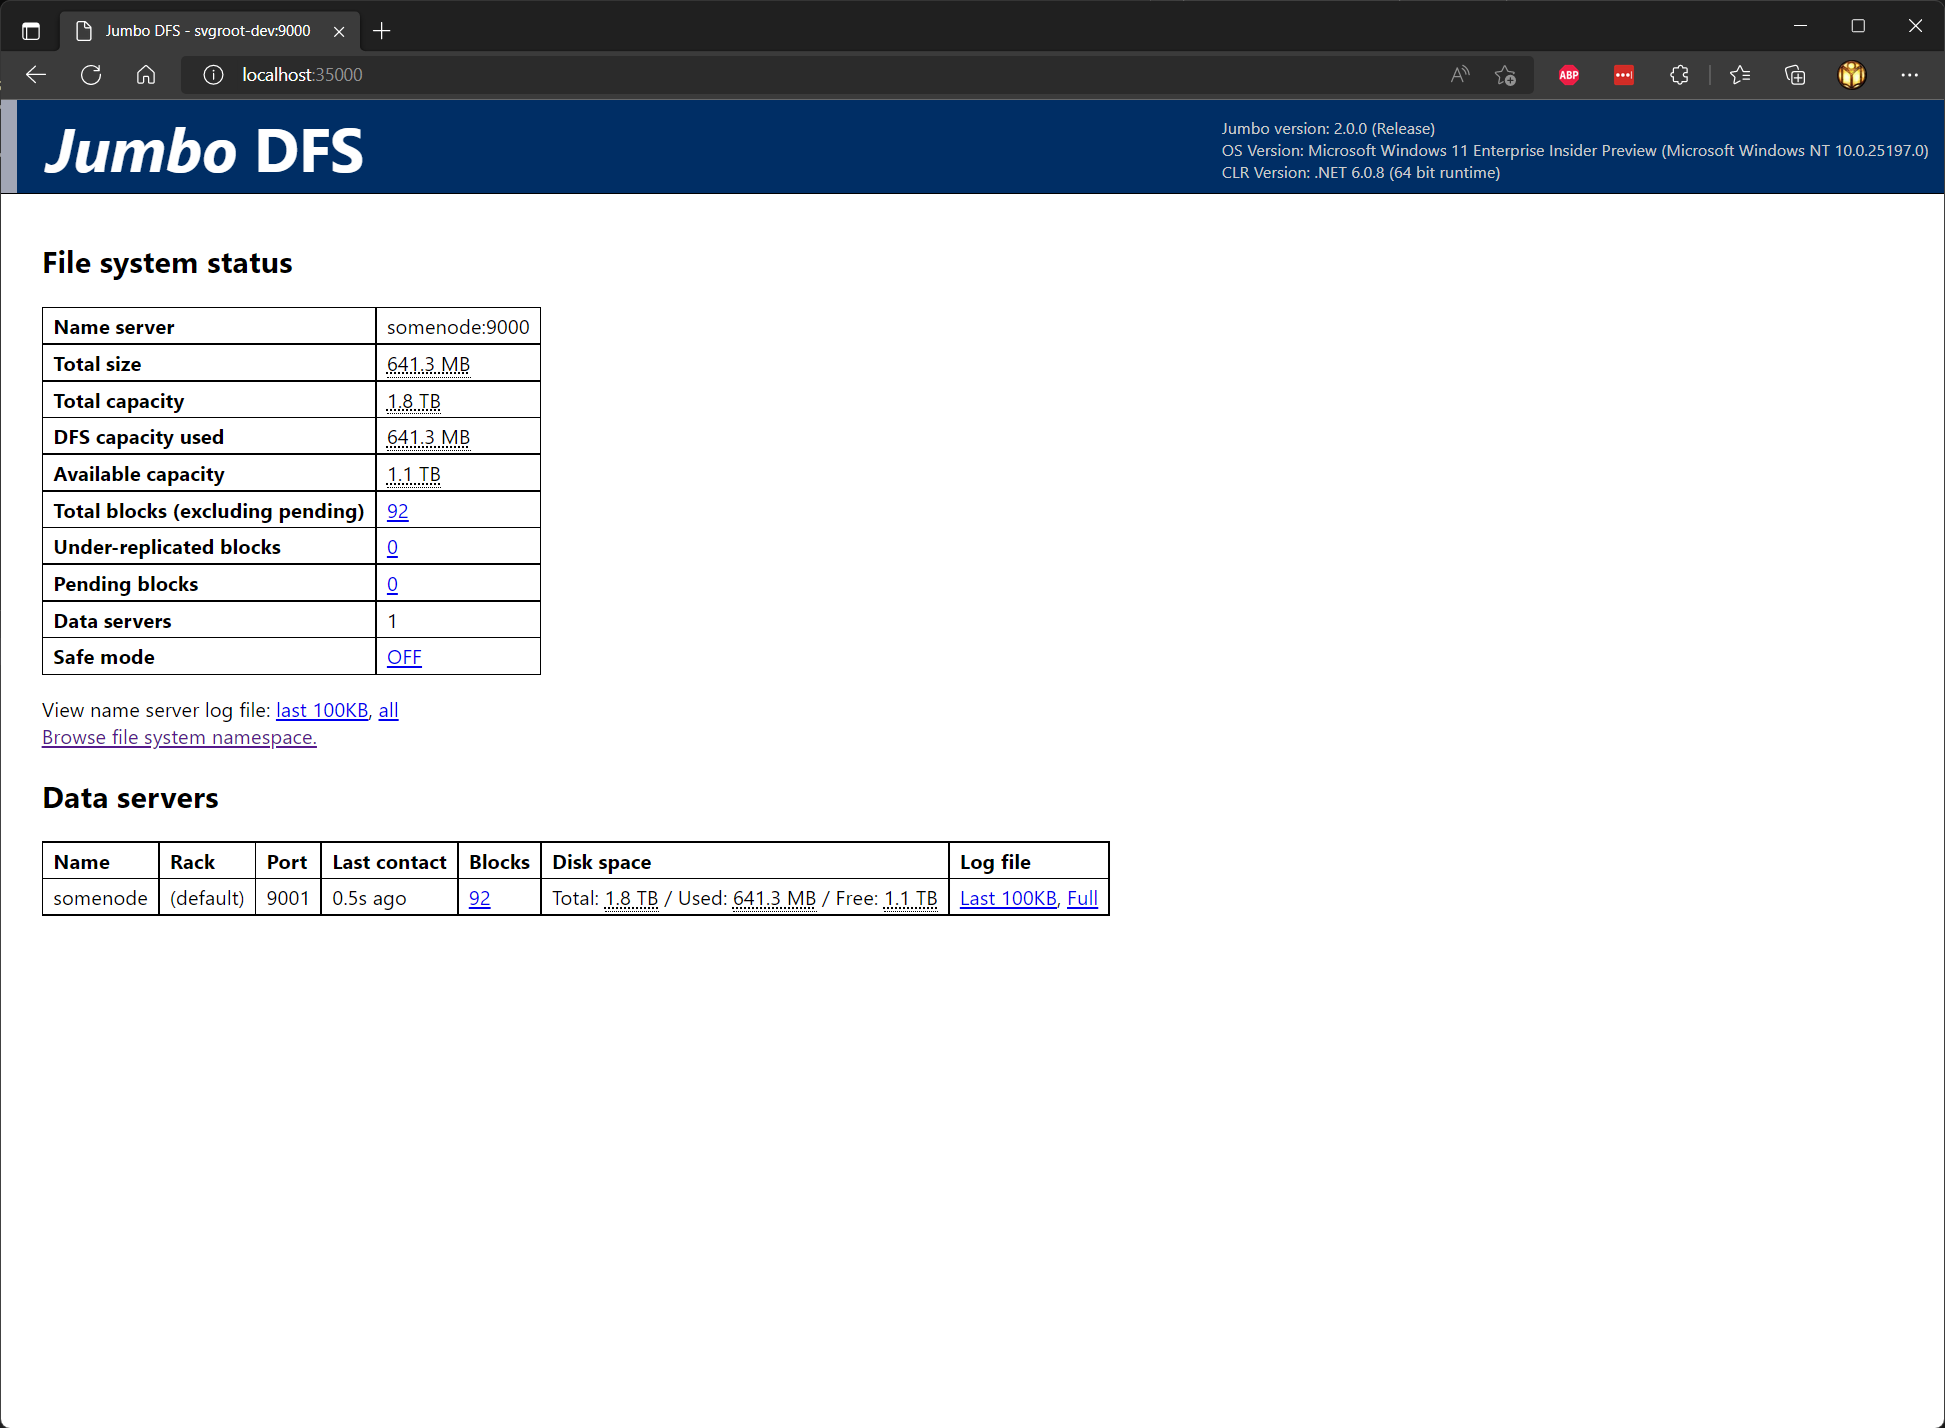 Jumbo DFS - svgroot-dev:9000
localhost:35000
ABP
Jumbo DFS
Jumbo version: 2.0.0 (Release)
OS Version: Microsoft Windows 11 Enterprise Insider Preview (Microsoft Windows NT 10.0.25197.0)
CLR Version: .NET 6.0.8 (64 bit runtime)
File system status
Name server somenode:9000
Total size 641.3 MB
Total capacity 1.8 TB
DFS capacity used 641.3 MB
Available capacity 1.1 TB
Total blocks (excluding pending) 92
Under-replicated blocks 0
Pending blocks 0
Data servers 1
Safe mode OFF
View name server log file: last 100KB, all
Browse file system namespace.
Data servers
Name Rack Port Last contact Blocks Disk space Log file
somenode (default) 9001 0.5s ago 92 Total: 1.8 TB / Used: 641.3 MB / Free: 1.1 TB Last 100KB, Full